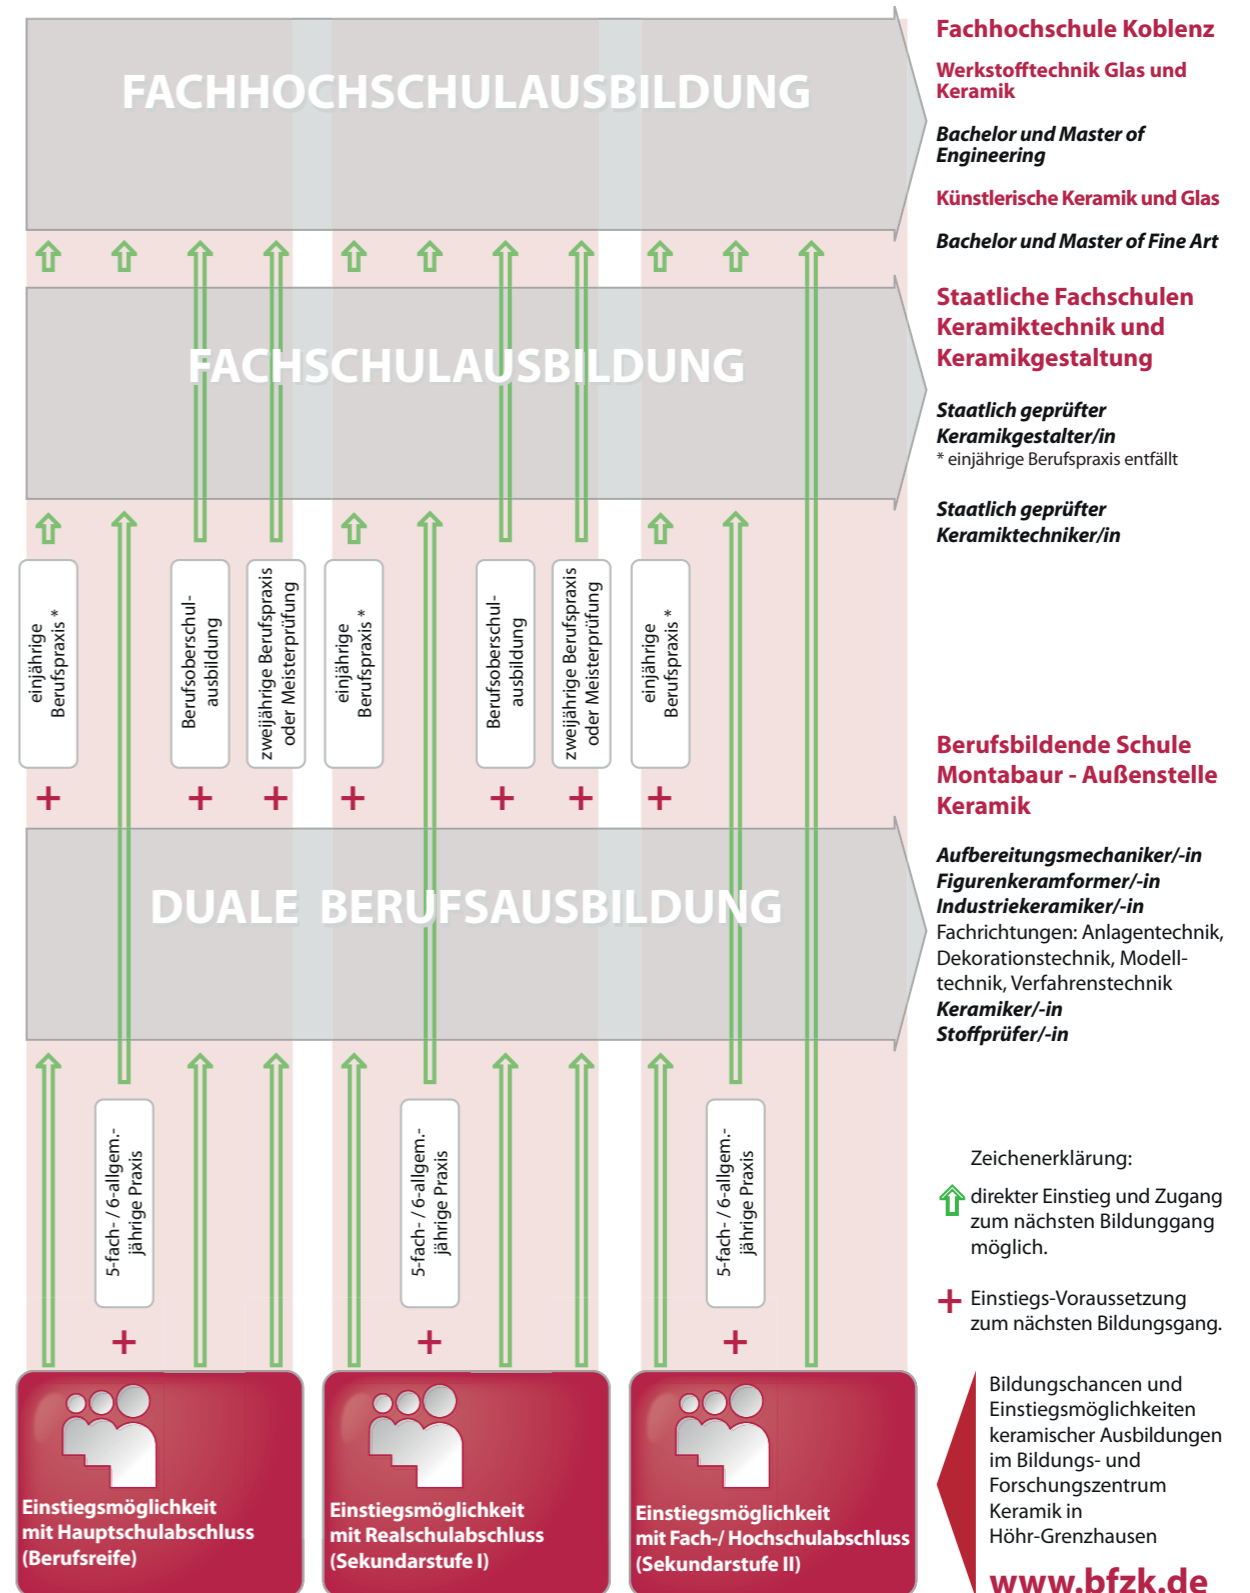 FACHHOCHSCHULAUSBILDUNG
Fachhochschule Koblenz
Werkstofftechnik Glas und
Keramik
Bachelor und Master of
Engineering
Künstlerische Keramik und Glas
Bachelor und Master of Fine Art
FACHSCHULAUSBILDUNG
Staatliche Fachschulen
Keramiktechnik und
Keramikgestaltung
Staatlich geprüfter
Keramikgestalter/in
* einjährige Berufspraxis entfällt
Staatlich geprüfter
Keramiktechniker/in
einjährige
Berufspraxis *
Berufsoberschul-
ausbildung
zweijährige Berufspraxis
oder Meisterprüfung
einjährige
Berufspraxis *
Berufsoberschul-
ausbildung
zweijährige Berufspraxis
oder Meisterprüfung
einjährige
Berufspraxis *
+ + + + + + +
DUALE BERUFSAUSBILDUNG
Berufsbildende Schule
Montabaur - Außenstelle
Keramik
Aufbereitungsmechaniker/-in
Figurenkeramformer/-in
Industriekeramiker/-in
Fachrichtungen: Anlagentechnik,
Dekorationstechnik, Modell-
technik, Verfahrenstechnik
Keramiker/-in
Stoffprüfer/-in
5-fach- / 6-allgem.-
jährige Praxis
5-fach- / 6-allgem.-
jährige Praxis
5-fach- / 6-allgem.-
jährige Praxis
+ + +
Zeichenerklärung:
direkter Einstieg und Zugang
zum nächsten Bildunggang
möglich.
+ Einstiegs-Voraussetzung
zum nächsten Bildungsgang.
Einstiegsmöglichkeit
mit Hauptschulabschluss
(Berufsreife)
Einstiegsmöglichkeit
mit Realschulabschluss
(Sekundarstufe I)
Einstiegsmöglichkeit
mit Fach-/ Hochschulabschluss
(Sekundarstufe II)
Bildungschancen und
Einstiegsmöglichkeiten
keramischer Ausbildungen
im Bildungs- und
Forschungszentrum
Keramik in
Höhr-Grenzhausen
www.bfzk.de